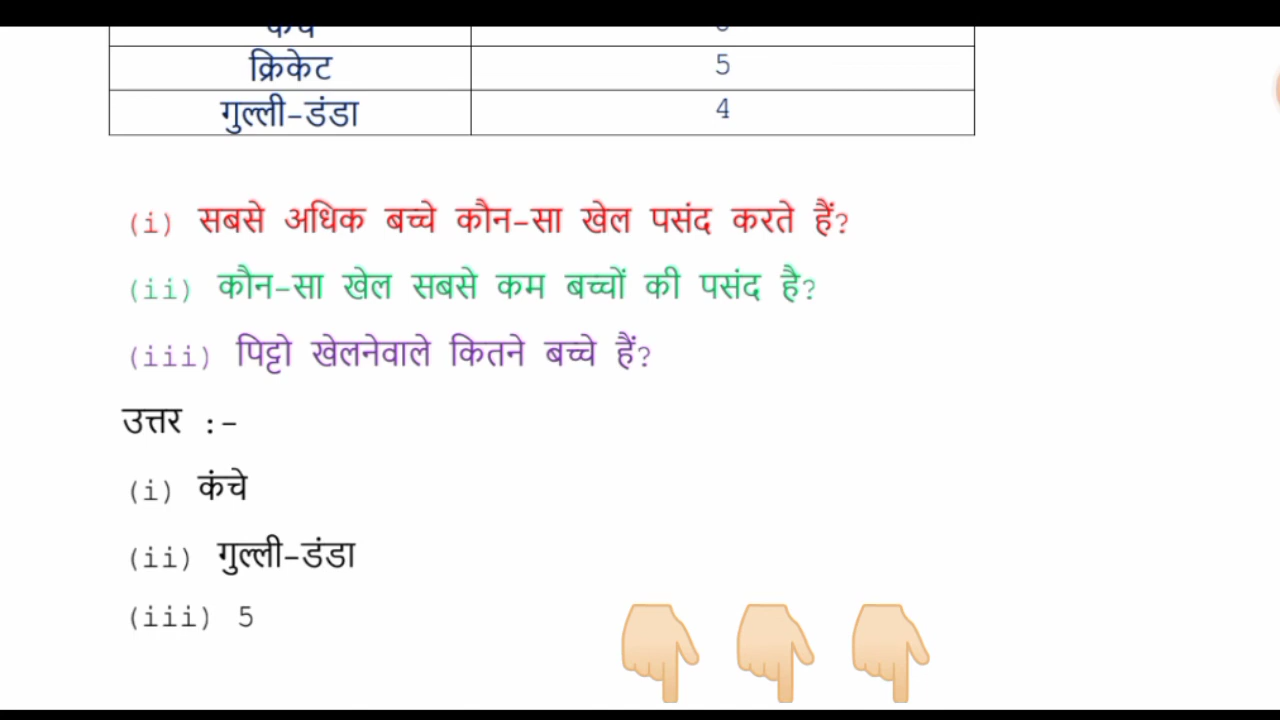 क्रिकेट 5
गुल्ली-डंडा 4
(i) सबसे अधिक बच्चे कौन-सा खेल पसंद करते हैं?
(ii) कौन-सा खेल सबसे कम बच्चों की पसंद है?
(iii) पिट्टो खेलनेवाले कितने बच्चे हैं?
उत्तर :-
(i) कंचे
(ii) गुल्ली-डंडा
(iii) 5